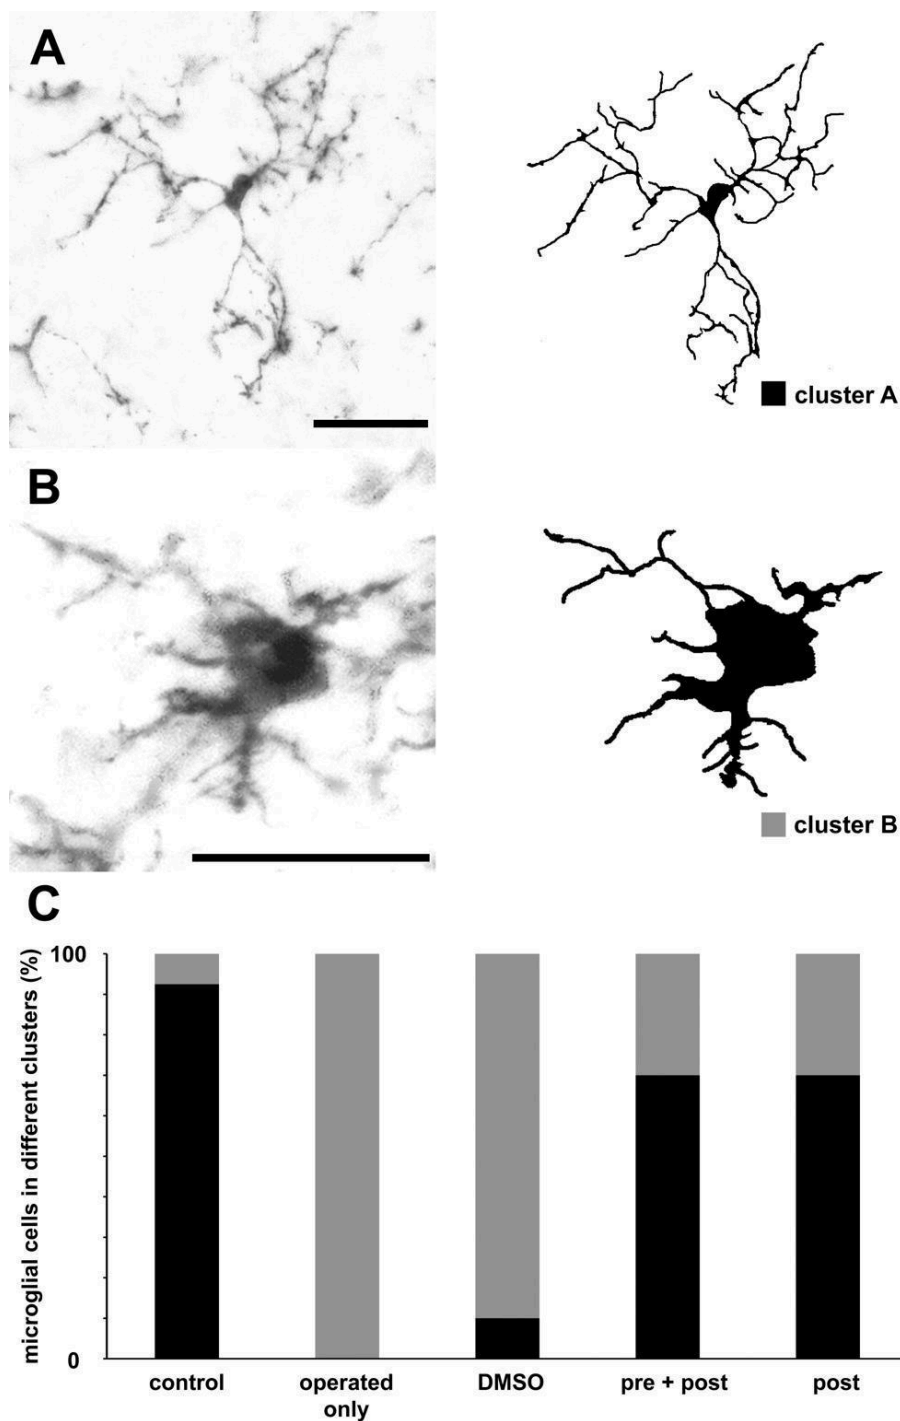 A
cluster A
B
cluster B
C
microglial cells in different clusters (%)
100
0
control
operated only
DMSO
pre + post
post